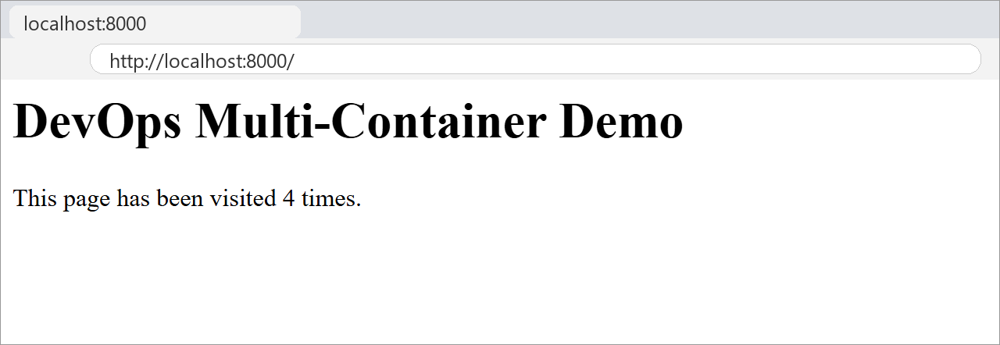 localhost:8000
http://localhost:8000/
DevOps Multi-Container Demo
This page has been visited 4 times.